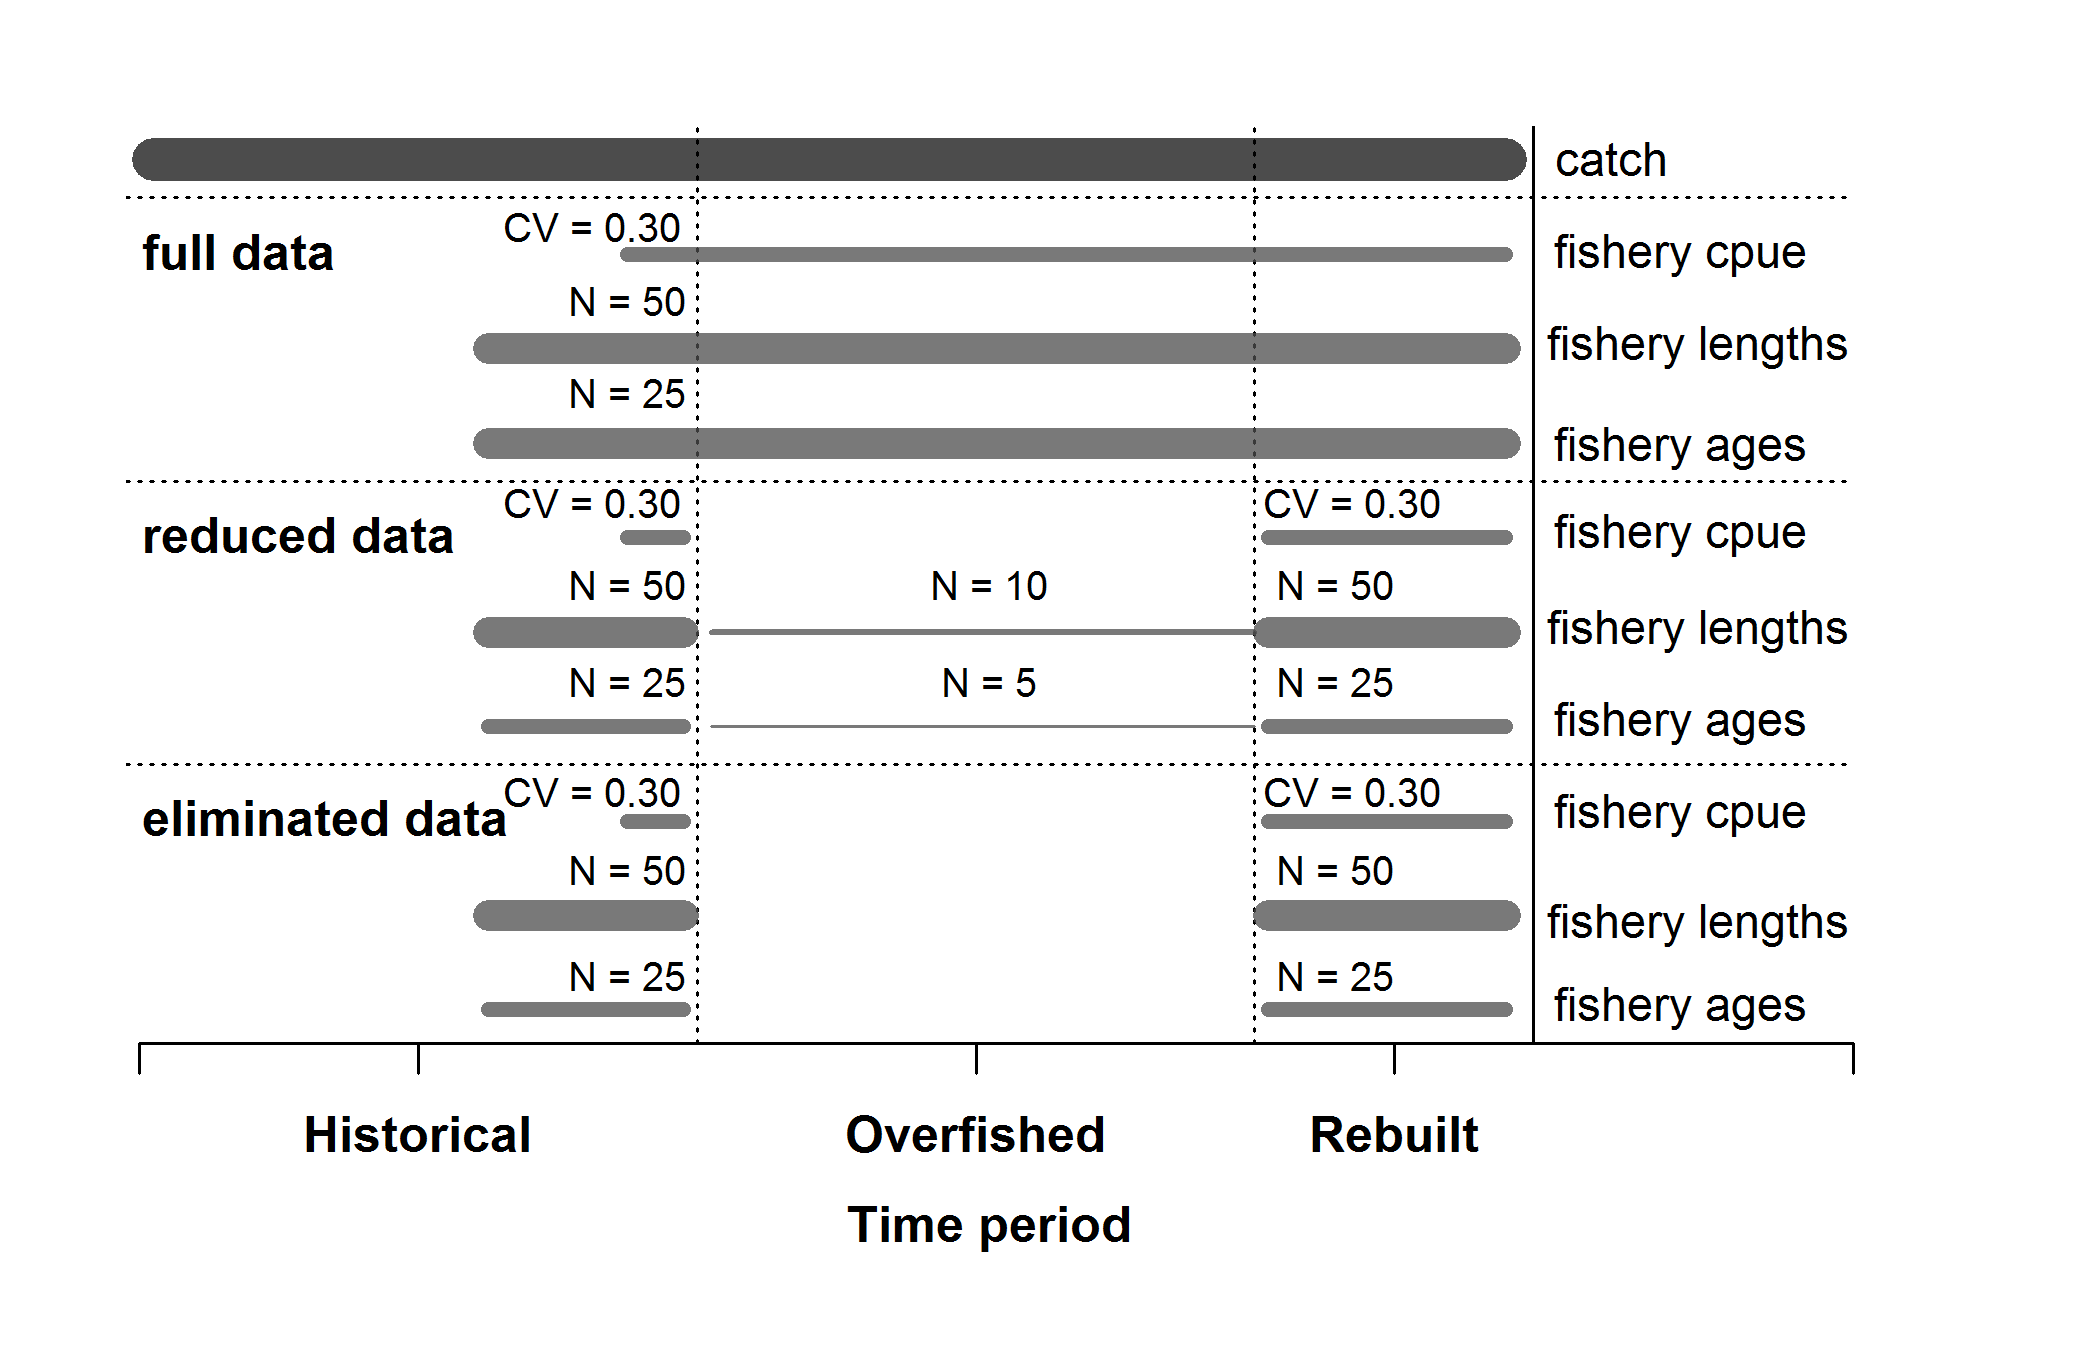 catch
CV = 0.30
full data
fishery cpue
N = 50
fishery lengths
N = 25
fishery ages
CV = 0.30 CV = 0.30
reduced data
fishery cpue
N = 50 N = 10 N = 50
fishery lengths
N = 25 N = 5 N = 25
fishery ages
CV = 0.30 CV = 0.30
eliminated data
fishery cpue
N = 50 N = 50
fishery lengths
N = 25 N = 25
fishery ages
Historical Overfished Rebuilt
Time period